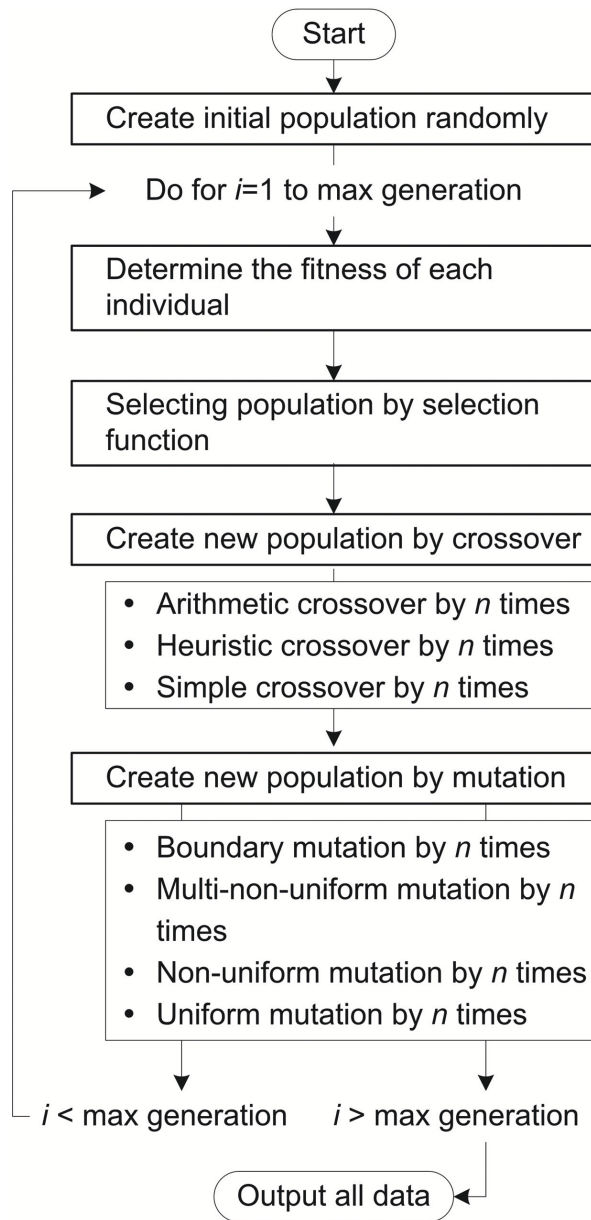 Start
Create initial population randomly
Do for i=1 to max generation
Determine the fitness of each
individual
Selecting population by selection
function
Create new population by crossover
• Arithmetic crossover by n times
• Heuristic crossover by n times
• Simple crossover by n times
Create new population by mutation
• Boundary mutation by n times
• Multi-non-uniform mutation by n
times
• Non-uniform mutation by n times
• Uniform mutation by n times
i < max generation
i > max generation
Output all data